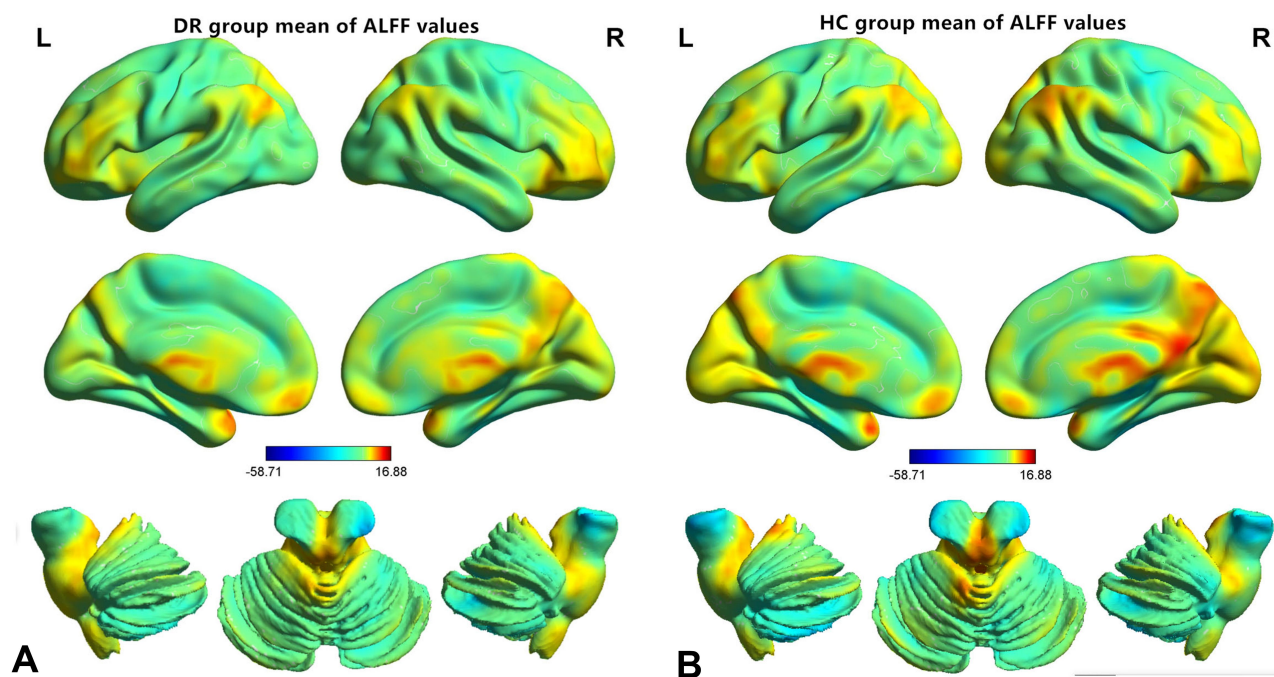 DR group mean of ALFF values
L
R
-58.71
16.88
A
HC group mean of ALFF values
L
R
-58.71
16.88
B